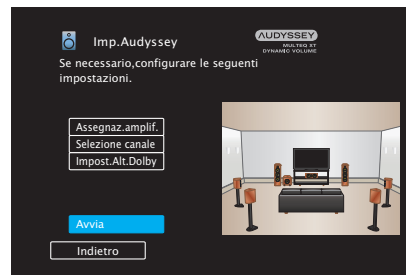 Imp.Audyssey
AUDYSSEY
MULTEQ XT
DYNAMIC VOLUME
Se necessario,configurare le seguenti
impostazioni.
Assegnaz.amplif.
Selezione canale
Impost.Alt.Dolby
Avvia
Indietro